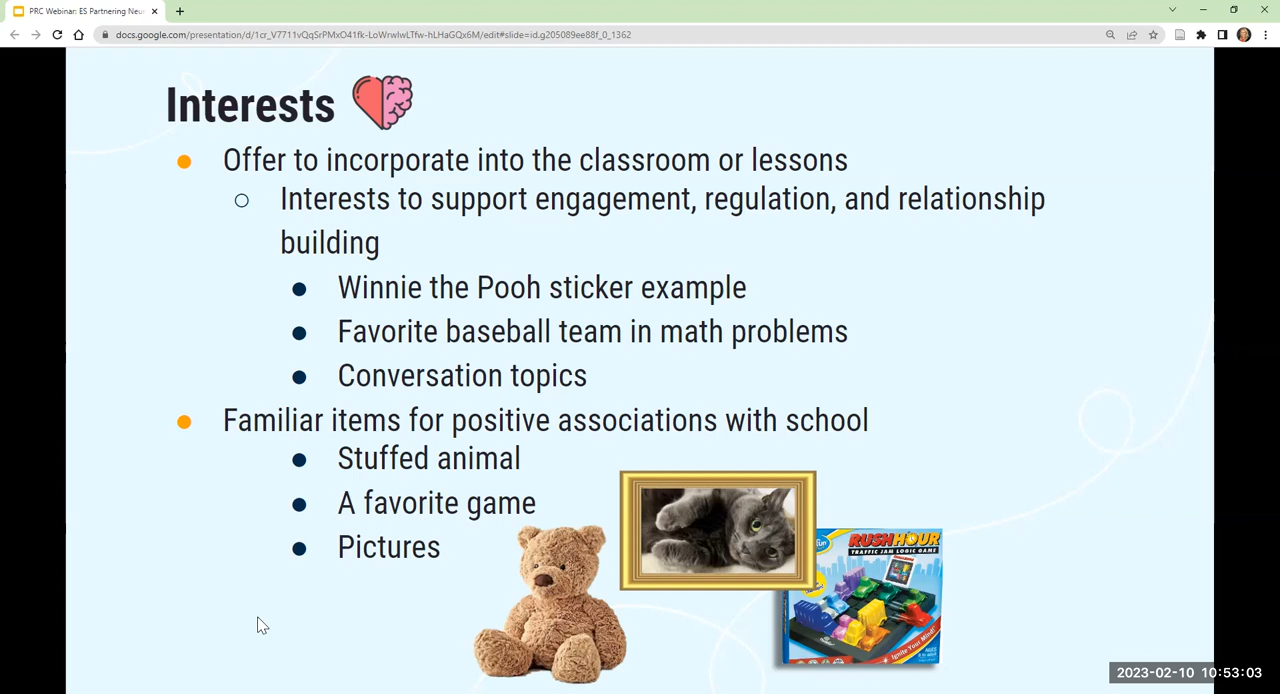 PRC Webinar: ES Partnering Neu
docs.google.com/presentation/d/1cr_V7711vQqSrPMxO41fk-LoWrwlwLTfw-hLHaGQx6M/edit#slide=id.g205089ee88f_0_1362
Interests
Offer to incorporate into the classroom or lessons
Interests to support engagement, regulation, and relationship
building
Winnie the Pooh sticker example
Favorite baseball team in math problems
Conversation topics
Familiar items for positive associations with school
Stuffed animal
A favorite game
Pictures
RUSH HOUR
TRAFFIC JAM LOGIC GAME
Ignite Your Mind!
2023-02-10 10:53:03